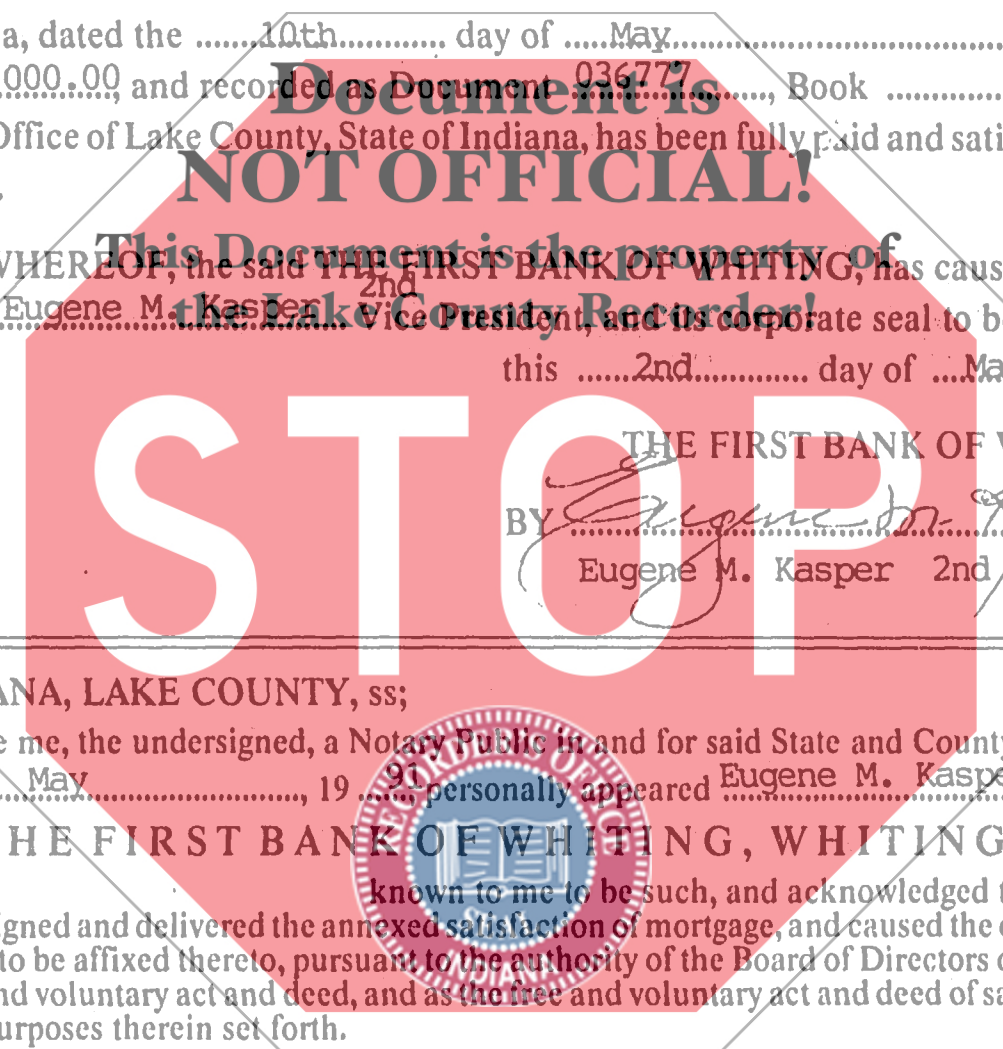 a, dated the ......10th............ day of .....May
000.00, and recorded as Document 036777, Book
Document is
Office of Lake County, State of Indiana, has been fully paid and sati
NOT OFFICIAL!
WHEREOF, the said THE FIRST BANK OF WHITING, has caus
This Document is the property of
Eugene M. Kasper 2nd Vice President, and its corporate seal to b
the Lake County Recorder!
this ......2nd............ day of ....Ma
STOP
THE FIRST BANK OF W
BY Eugene M.
Eugene M. Kasper 2nd
ANA, LAKE COUNTY, ss;
e me, the undersigned, a Notary Public in and for said State and County
May, 19 91 personally appeared Eugene M. Kaspe
HE FIRST BANK OF WHITING, WHITING
known to me to be such, and acknowledged t
igned and delivered the annexed satisfaction of mortgage, and caused the
to be affixed thereto, pursuant to the authority of the Board of Directors o
nd voluntary act and deed, and as the free and voluntary act and deed of sa
urposes therein set forth.
SEAL
INDIANA